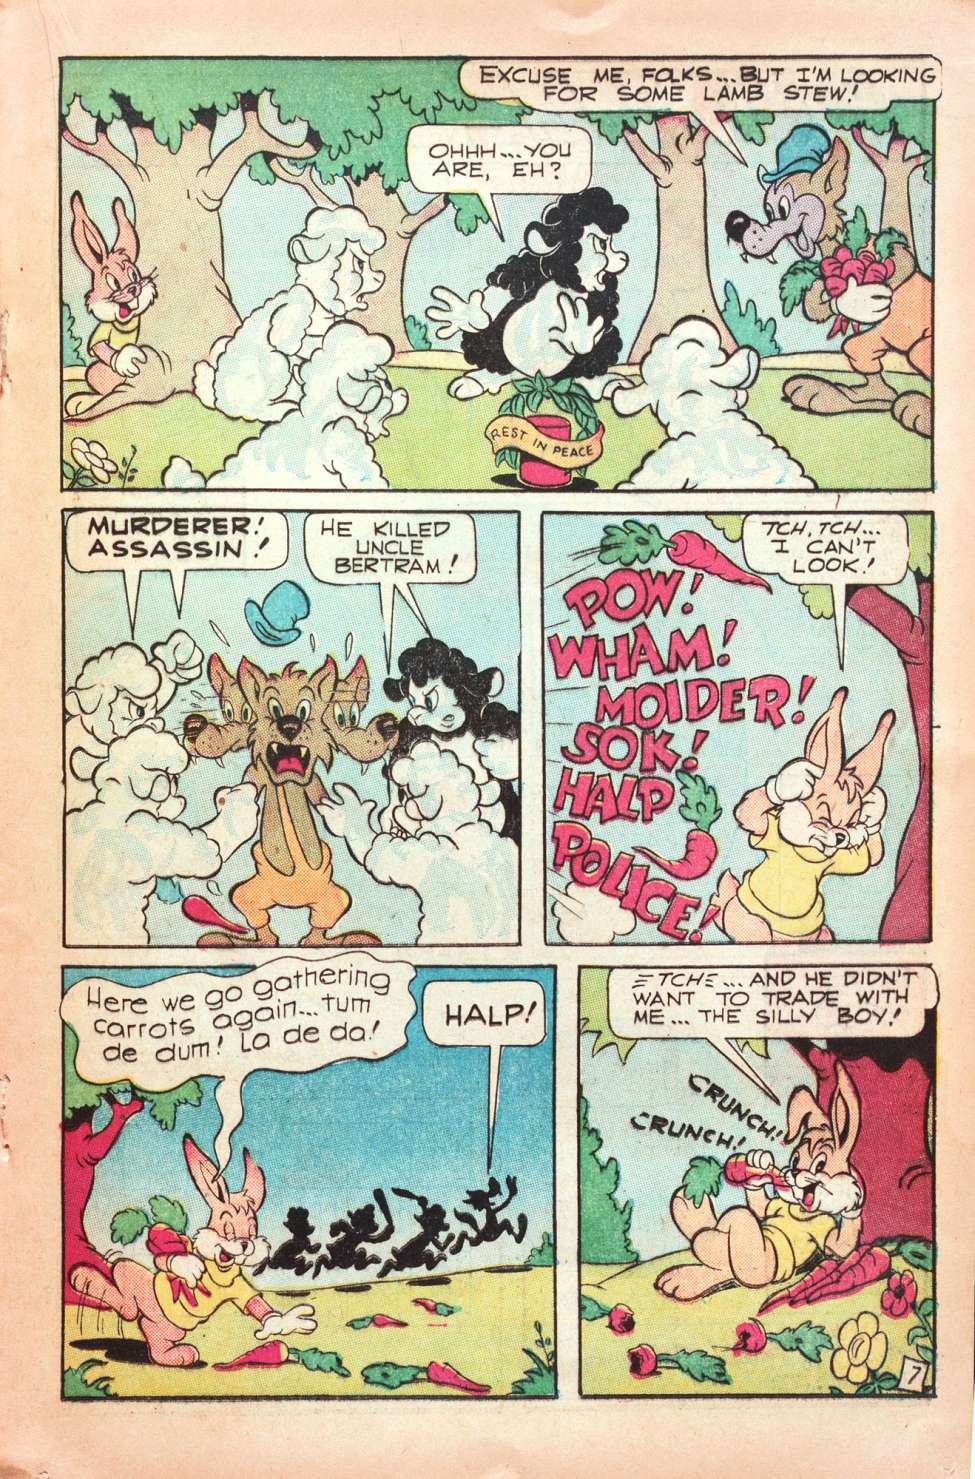 EXCUSE ME, FOLKS...BUT I'M LOOKING
FOR SOME LAMB STEW!
OHHH...YOU
ARE, EH?
REST IN PEACE
MURDERER!
ASSASSIN!
HE KILLED
UNCLE
BERTRAM!
TCH, TCH...
I CAN'T
LOOK!
POW!
WHAM!
MOIDER!
SOK!
HALP
POLICE!
Here we go gathering
carrots again...tum
de dum! La de da!
HALP!
TCH ... AND HE DIDN'T
WANT TO TRADE WITH
ME... THE SILLY BOY!
CRUNCH!
CRUNCH!
7